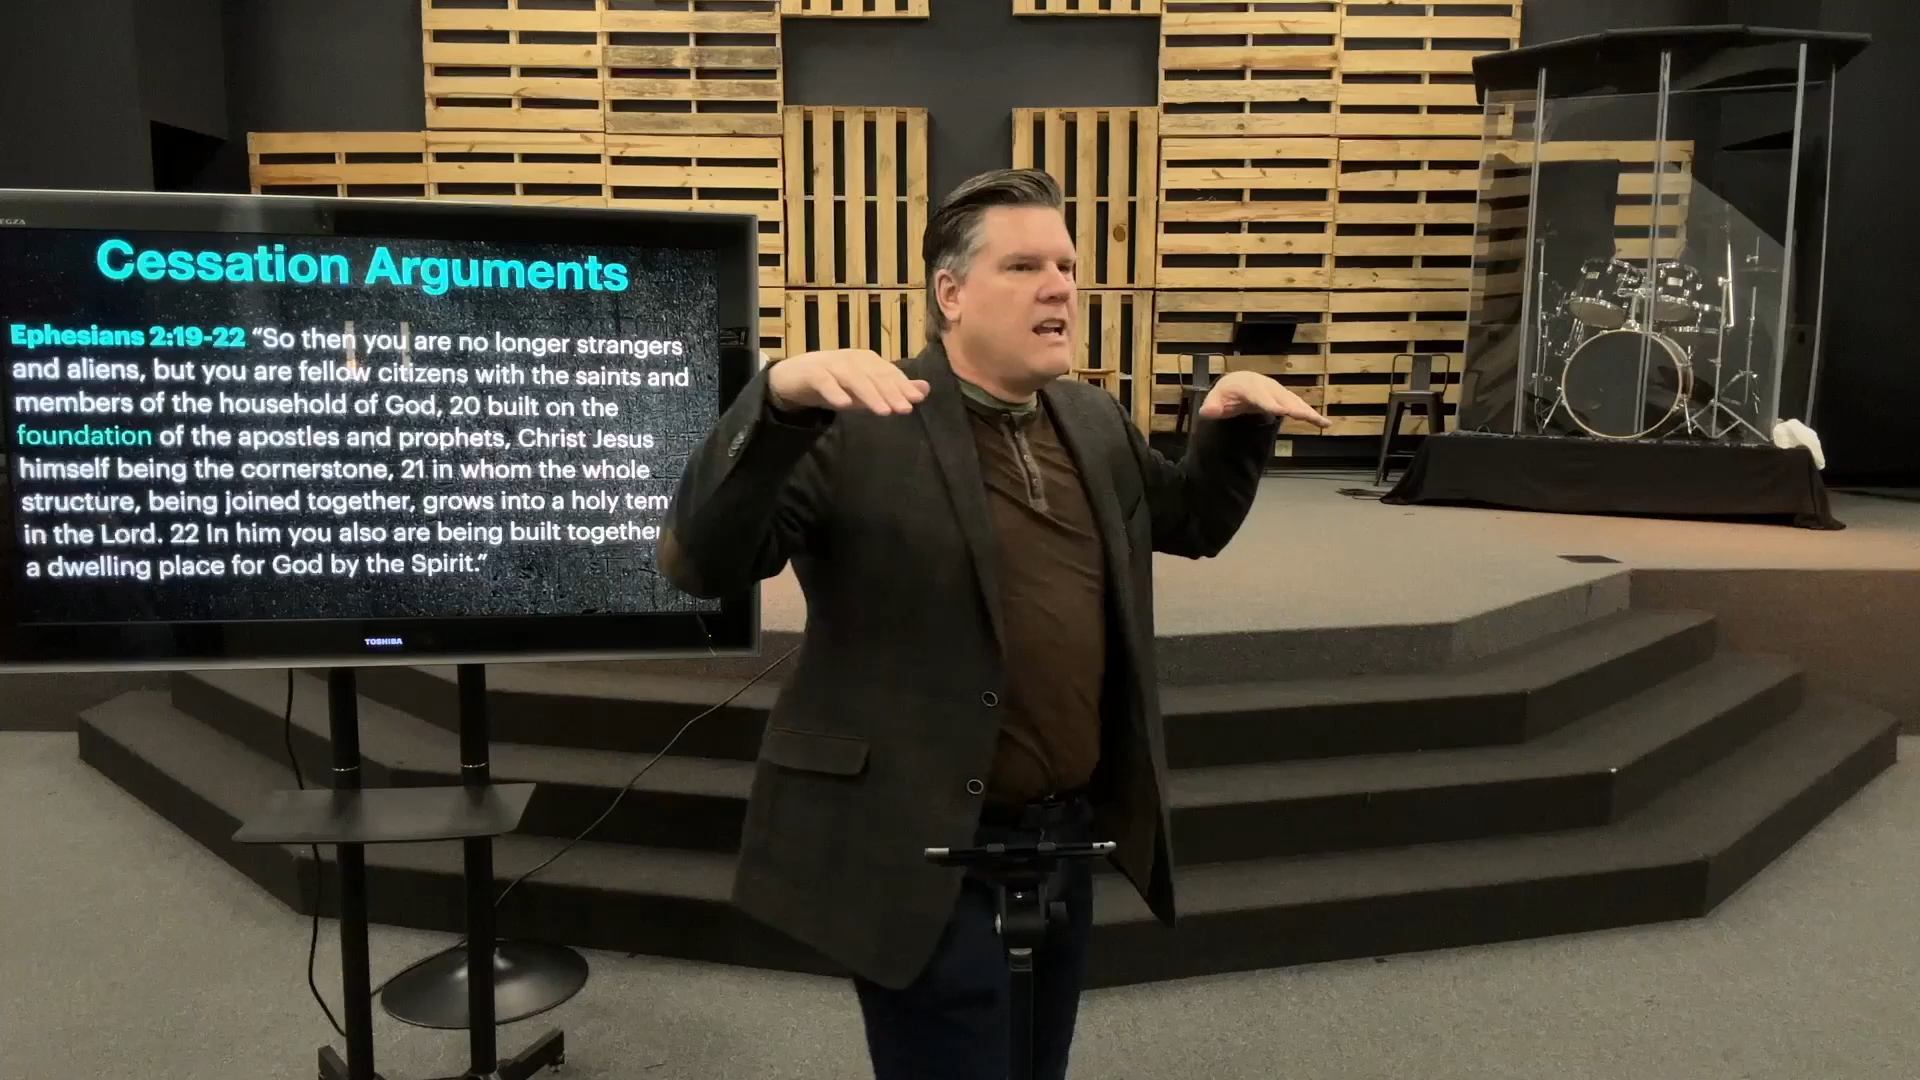 EGZA
Cessation Arguments
Ephesians 2:19-22 “So then you are no longer strangers
and aliens, but you are fellow citizens with the saints and
members of the household of God, 20 built on the
foundation of the apostles and prophets, Christ Jesus
himself being the cornerstone, 21 in whom the whole
structure, being joined together, grows into a holy tem
in the Lord. 22 In him you also are being built together
a dwelling place for God by the Spirit.”
TOSHIBA